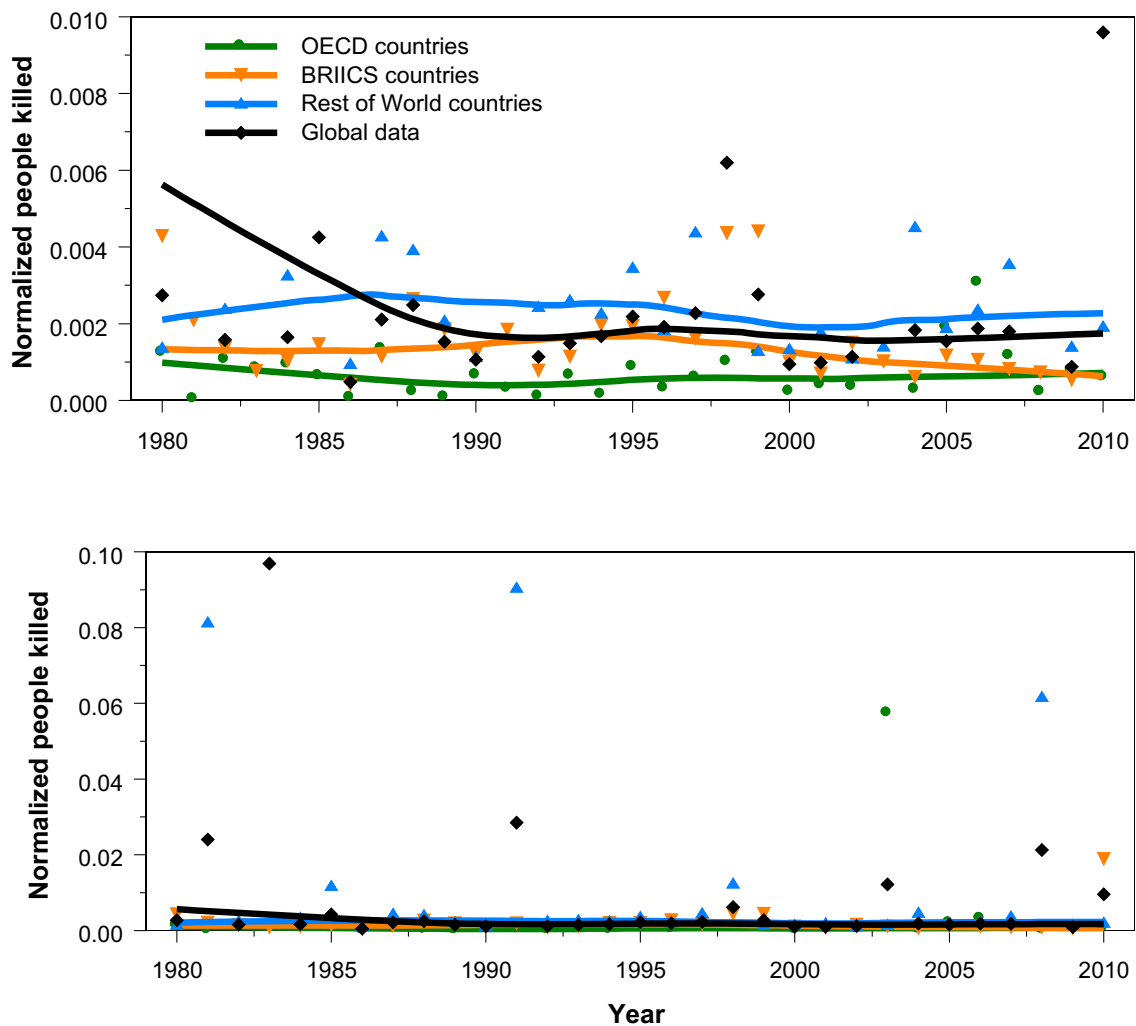 Normalized people killed
0.010
0.008
0.006
0.004
0.002
0.000
OECD countries
BRIICS countries
Rest of World countries
Global data
1980 1985 1990 1995 2000 2005 2010
Normalized people killed
0.10
0.08
0.06
0.04
0.02
0.00
1980 1985 1990 1995 2000 2005 2010
Year